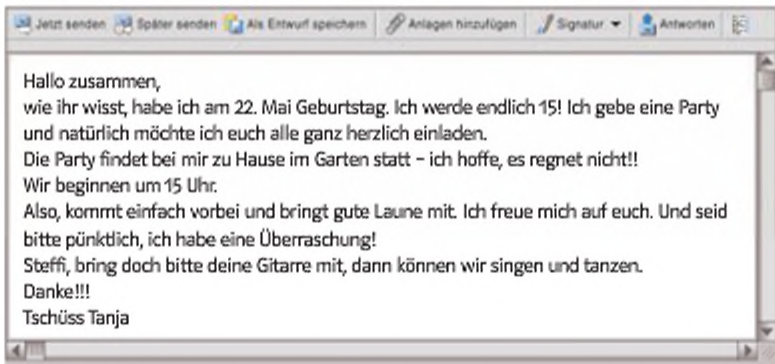 Jetzt senden Später senden Als Entwurf speichern Anlagen hinzufügen Signatur Antworten
Hallo zusammen,
wie ihr wisst, habe ich am 22. Mai Geburtstag. Ich werde endlich 15! Ich gebe eine Party
und natürlich möchte ich euch alle ganz herzlich einladen.
Die Party findet bei mir zu Hause im Garten statt – ich hoffe, es regnet nicht!!
Wir beginnen um 15 Uhr.
Also, kommt einfach vorbei und bringt gute Laune mit. Ich freue mich auf euch. Und seid
bitte pünktlich, ich habe eine Überraschung!
Steffi, bring doch bitte deine Gitarre mit, dann können wir singen und tanzen.
Danke!!!
Tschüss Tanja